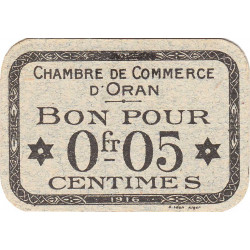 CHAMBRE DE COMMERCE
D'ORAN
BON POUR
0fr05
CENTIMES
1916